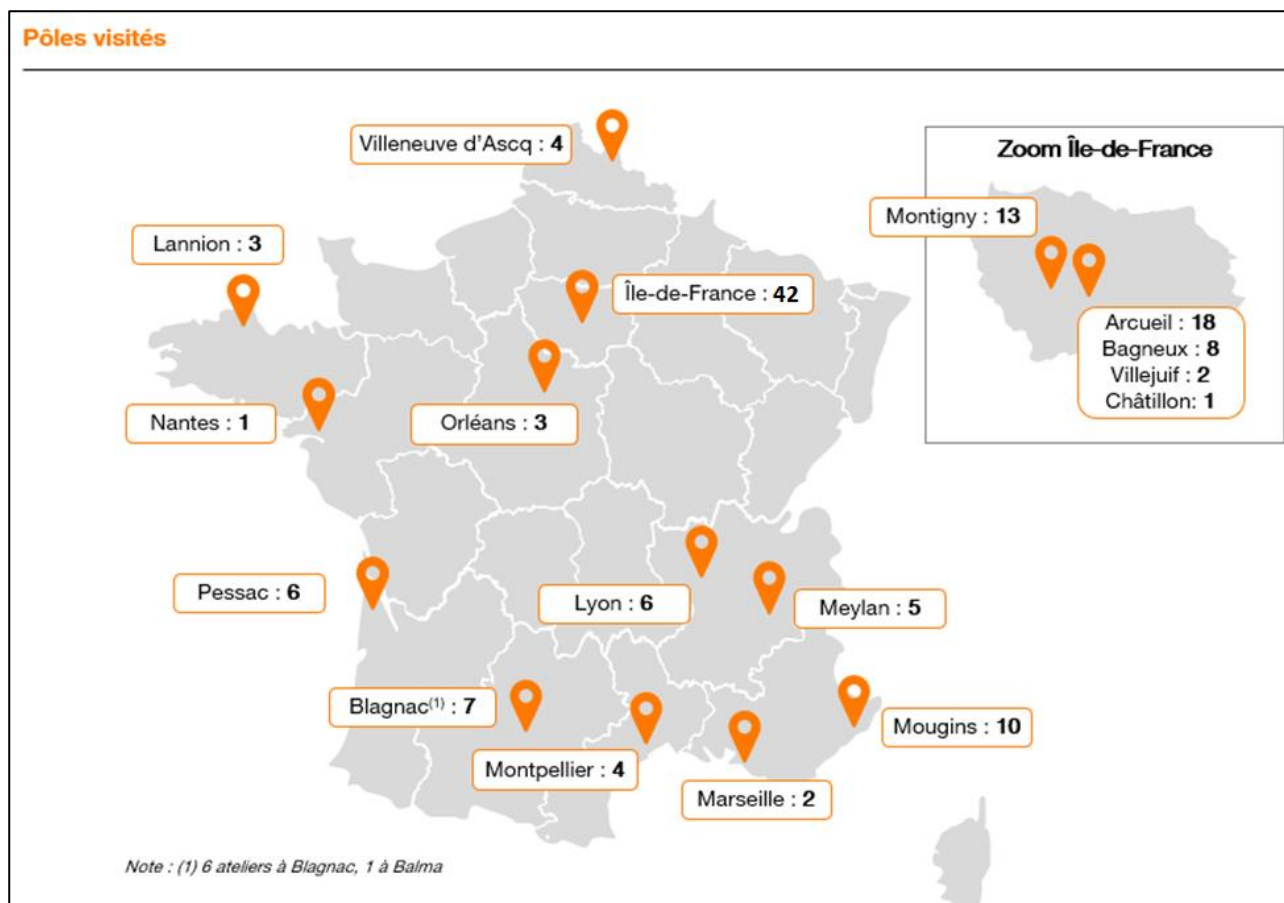 Pôles visités
Villeneuve d'Ascq : 4
Zoom Île-de-France
Montigny : 13
Lannion : 3
Île-de-France : 42
Arcueil : 18
Bagneux : 8
Villejuif : 2
Châtillon: 1
Nantes : 1
Orléans : 3
Pessac : 6
Lyon : 6
Meylan : 5
Blagnac⁽¹⁾ : 7
Mougins : 10
Montpellier : 4
Marseille : 2
Note : (1) 6 ateliers à Blagnac, 1 à Balma